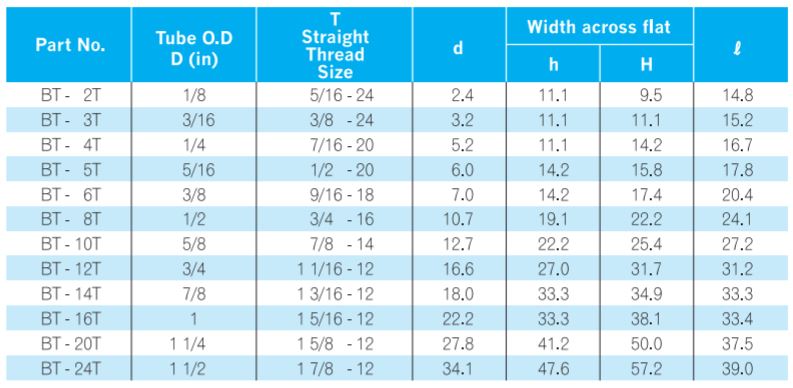 Part No. Tube O.D D (in) T Straight Thread Size d Width across flat h H ℓ
BT - 2T 1/8 5/16 - 24 2.4 11.1 9.5 14.8
BT - 3T 3/16 3/8 - 24 3.2 11.1 11.1 15.2
BT - 4T 1/4 7/16 - 20 5.2 11.1 14.2 16.7
BT - 5T 5/16 1/2 - 20 6.0 14.2 15.8 17.8
BT - 6T 3/8 9/16 - 18 7.0 14.2 17.4 20.4
BT - 8T 1/2 3/4 - 16 10.7 19.1 22.2 24.1
BT - 10T 5/8 7/8 - 14 12.7 22.2 25.4 27.2
BT - 12T 3/4 1 1/16 - 12 16.6 27.0 31.7 31.2
BT - 14T 7/8 1 3/16 - 12 18.0 33.3 34.9 33.3
BT - 16T 1 1 5/16 - 12 22.2 33.3 38.1 33.4
BT - 20T 1 1/4 1 5/8 - 12 27.8 41.2 50.0 37.5
BT - 24T 1 1/2 1 7/8 - 12 34.1 47.6 57.2 39.0